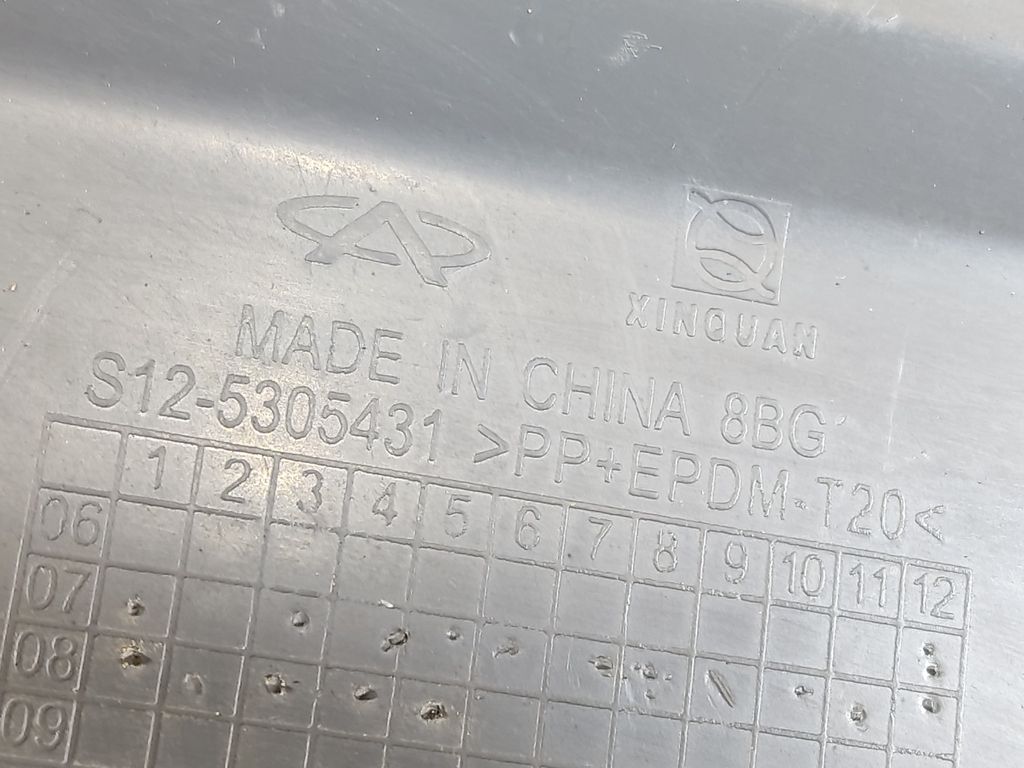 XINQUAN
MADE IN CHINA 8BG
S12-5305431 >PP+EPDM-T20<
1 2 3 4 5 6 7 8 9 10 11 12
06
07
08
09